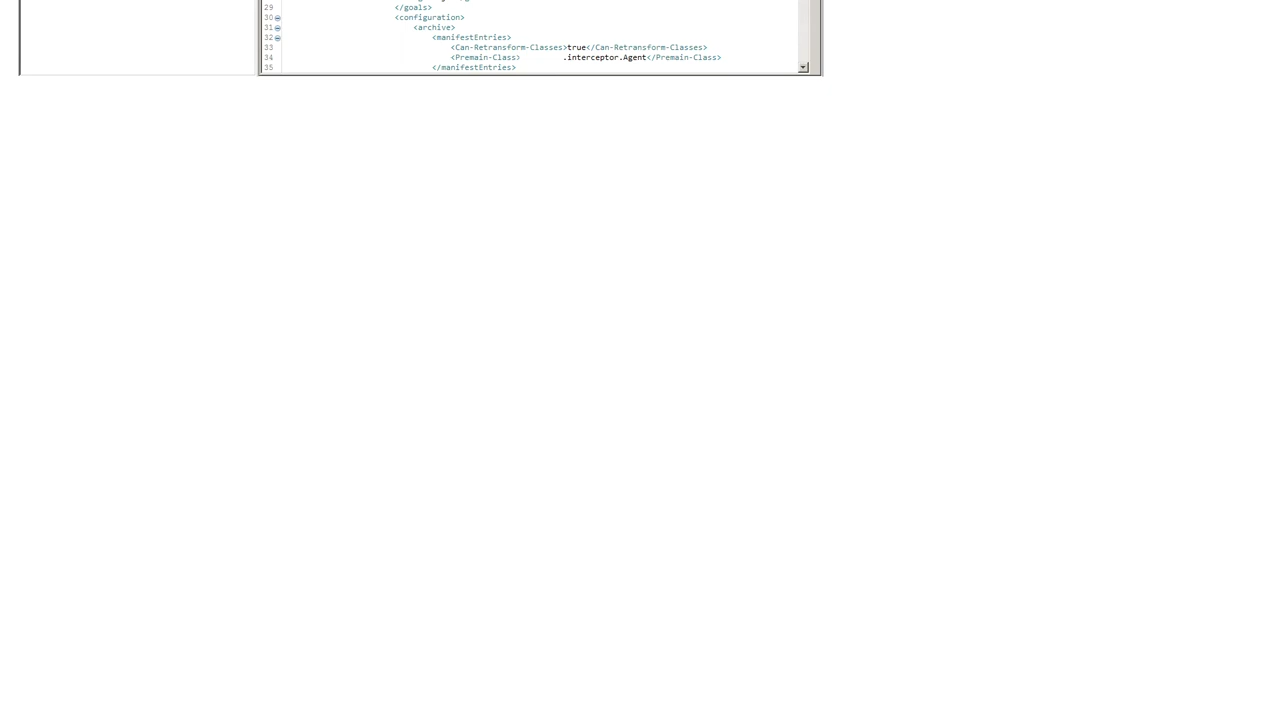 29 </goals>
30 <configuration>
31 <archive>
32 <manifestEntries>
33 <Can-Retransform-Classes>true</Can-Retransform-Classes>
34 <Premain-Class> .interceptor.Agent</Premain-Class>
35 </manifestEntries>